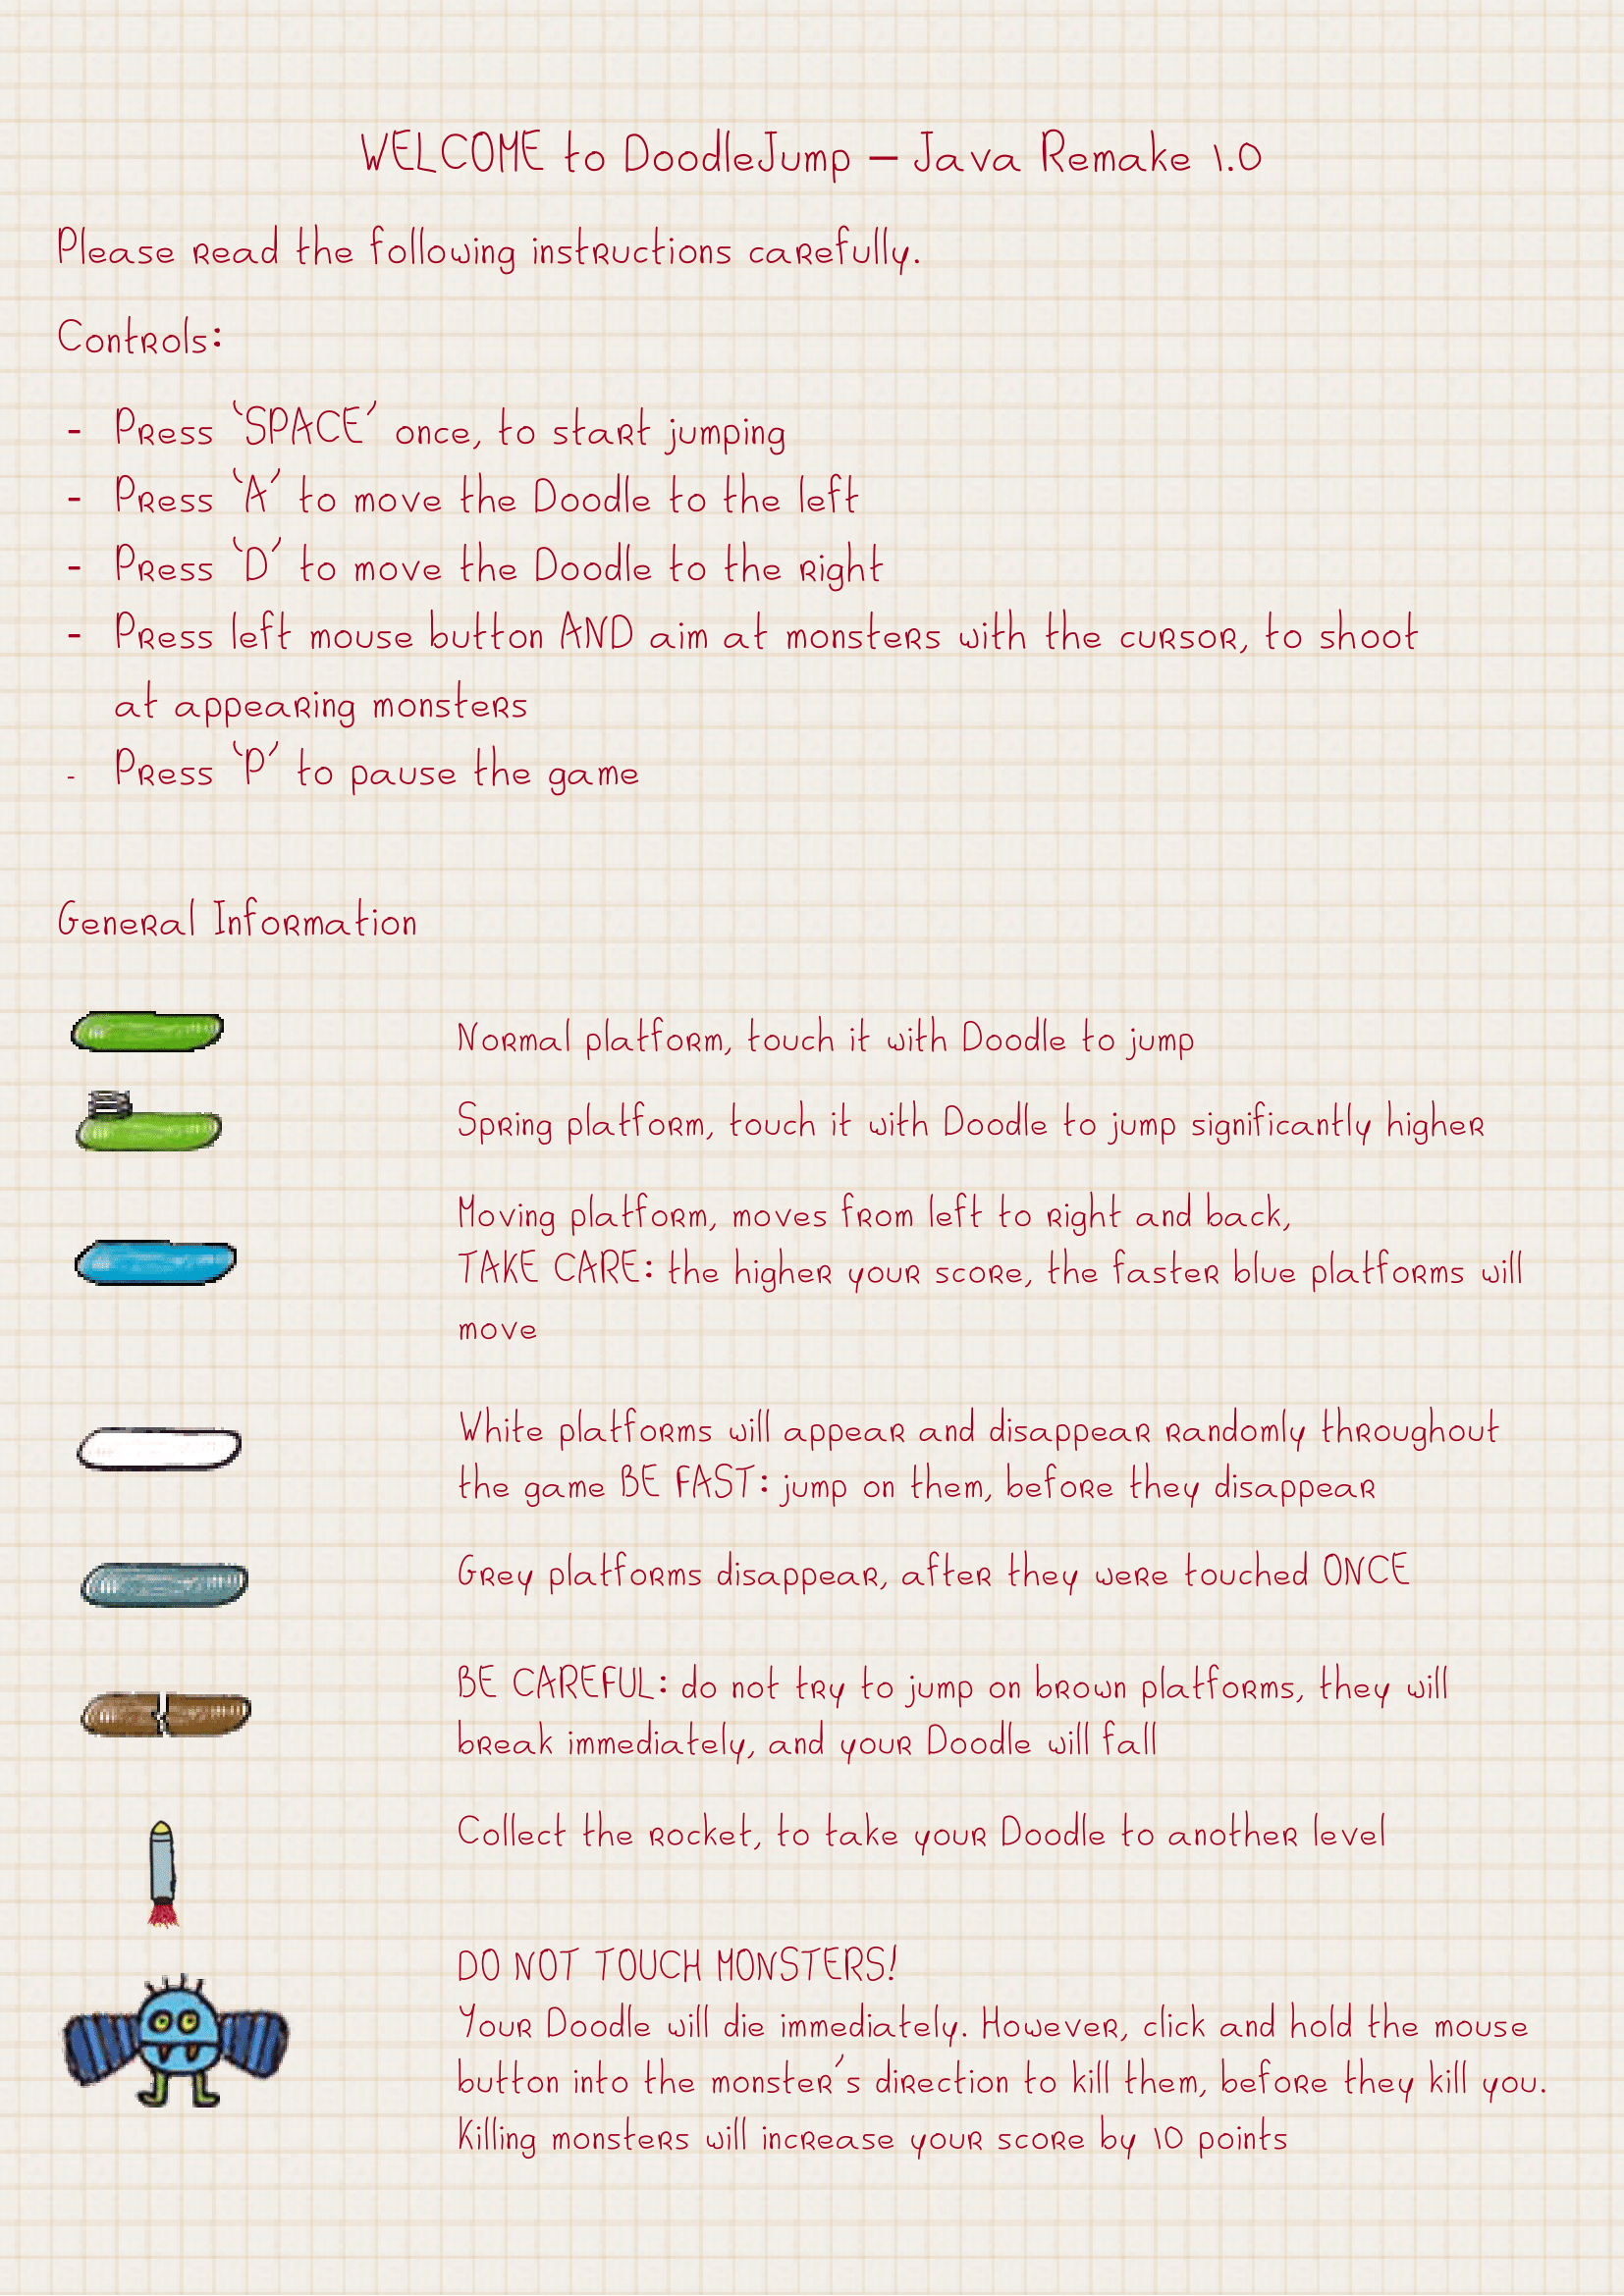 WELCOME to DoodleJump – Java Remake 1.0
Please read the following instructions carefully.
Controls:
- Press ‘SPACE’ once, to start jumping
- Press ‘A’ to move the Doodle to the left
- Press ‘D’ to move the Doodle to the right
- Press left mouse button AND aim at monsters with the cursor, to shoot
at appearing monsters
- Press ‘P’ to pause the game
General Information
Normal platform, touch it with Doodle to jump
Spring platform, touch it with Doodle to jump significantly higher
Moving platform, moves from left to right and back,
TAKE CARE: the higher your score, the faster blue platforms will
move
White platforms will appear and disappear randomly throughout
the game BE FAST: jump on them, before they disappear
Grey platforms disappear, after they were touched ONCE
BE CAREFUL: do not try to jump on brown platforms, they will
break immediately, and your Doodle will fall
Collect the rocket, to take your Doodle to another level
DO NOT TOUCH MONSTERS!
Your Doodle will die immediately. However, click and hold the mouse
button into the monster’s direction to kill them, before they kill you.
Killing monsters will increase your score by 10 points